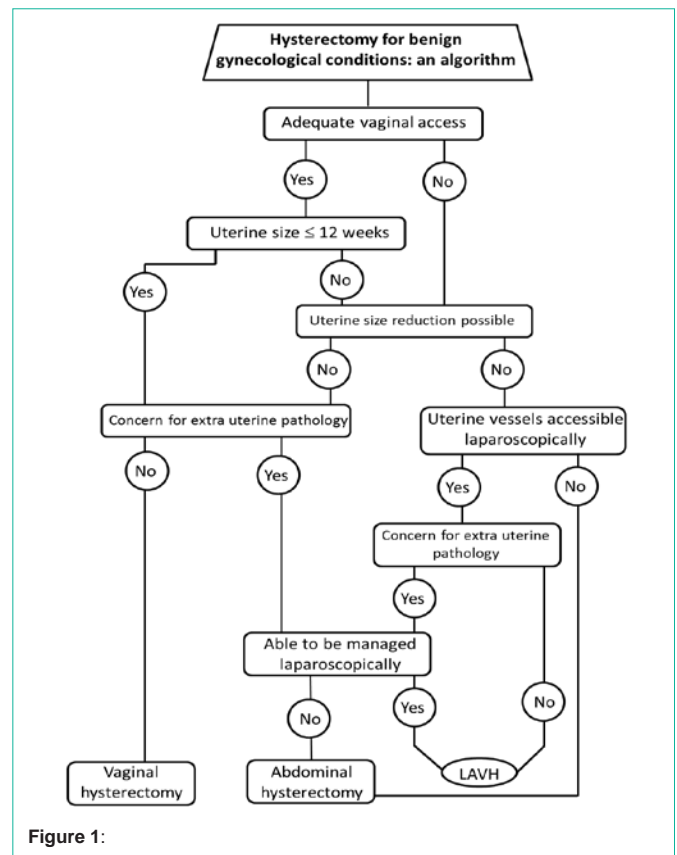 Hysterectomy for benign
gynecological conditions: an algorithm
Adequate vaginal access
Yes
No
Uterine size ≤ 12 weeks
Yes
No
Uterine size reduction possible
No
No
Concern for extra uterine pathology
Uterine vessels accessible
laparoscopically
No
Yes
Yes
No
Concern for extra uterine
pathology
Yes
Able to be managed
laparoscopically
No
Yes
No
Vaginal
hysterectomy
Abdominal
hysterectomy
LAVH
Figure 1: